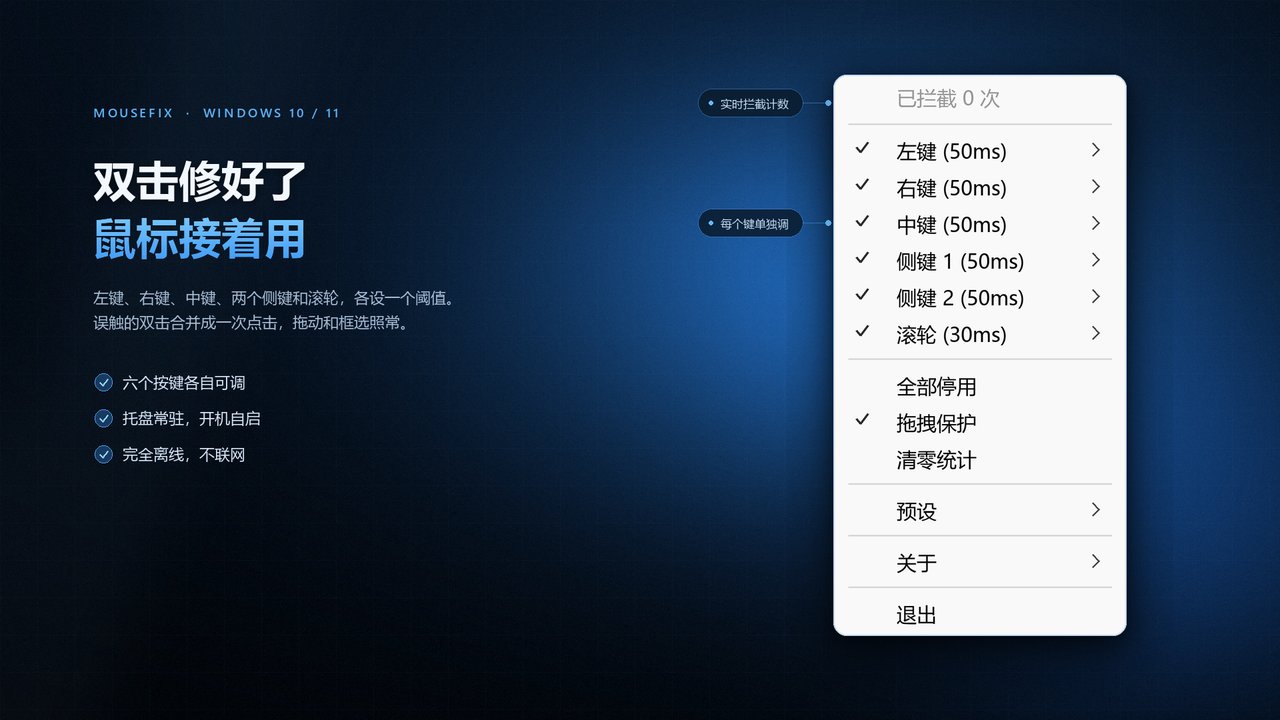 MOUSEFIX · WINDOWS 10 / 11
双击修好了
鼠标接着用
左键、右键、中键、两个侧键和滚轮，各设一个阈值。
误触的双击合并成一次点击，拖动和框选照常。
六个按键各自可调
托盘常驻，开机自启
完全离线，不联网
实时拦截计数
每个键单独调
已拦截 0 次
左键 (50ms)
右键 (50ms)
中键 (50ms)
侧键 1 (50ms)
侧键 2 (50ms)
滚轮 (30ms)
全部停用
拖拽保护
清零统计
预设
关于
退出